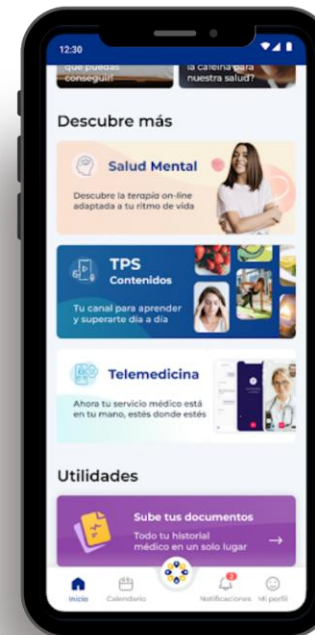 12:30
que puedas
conseguir!
la cafeína para
nuestra salud?
Descubre más
Salud Mental
Descubre la terapia on-line
adaptada a tu ritmo de vida
TPS
Contenidos
Tu canal para aprender
y superarte día a día
Telemedicina
Ahora tu servicio médico está
en tu mano, estés donde estés
Utilidades
Sube tus documentos
Todo tu historial
médico en un solo lugar
2
Inicio
Calendario
Notificaciones
Mi perfil